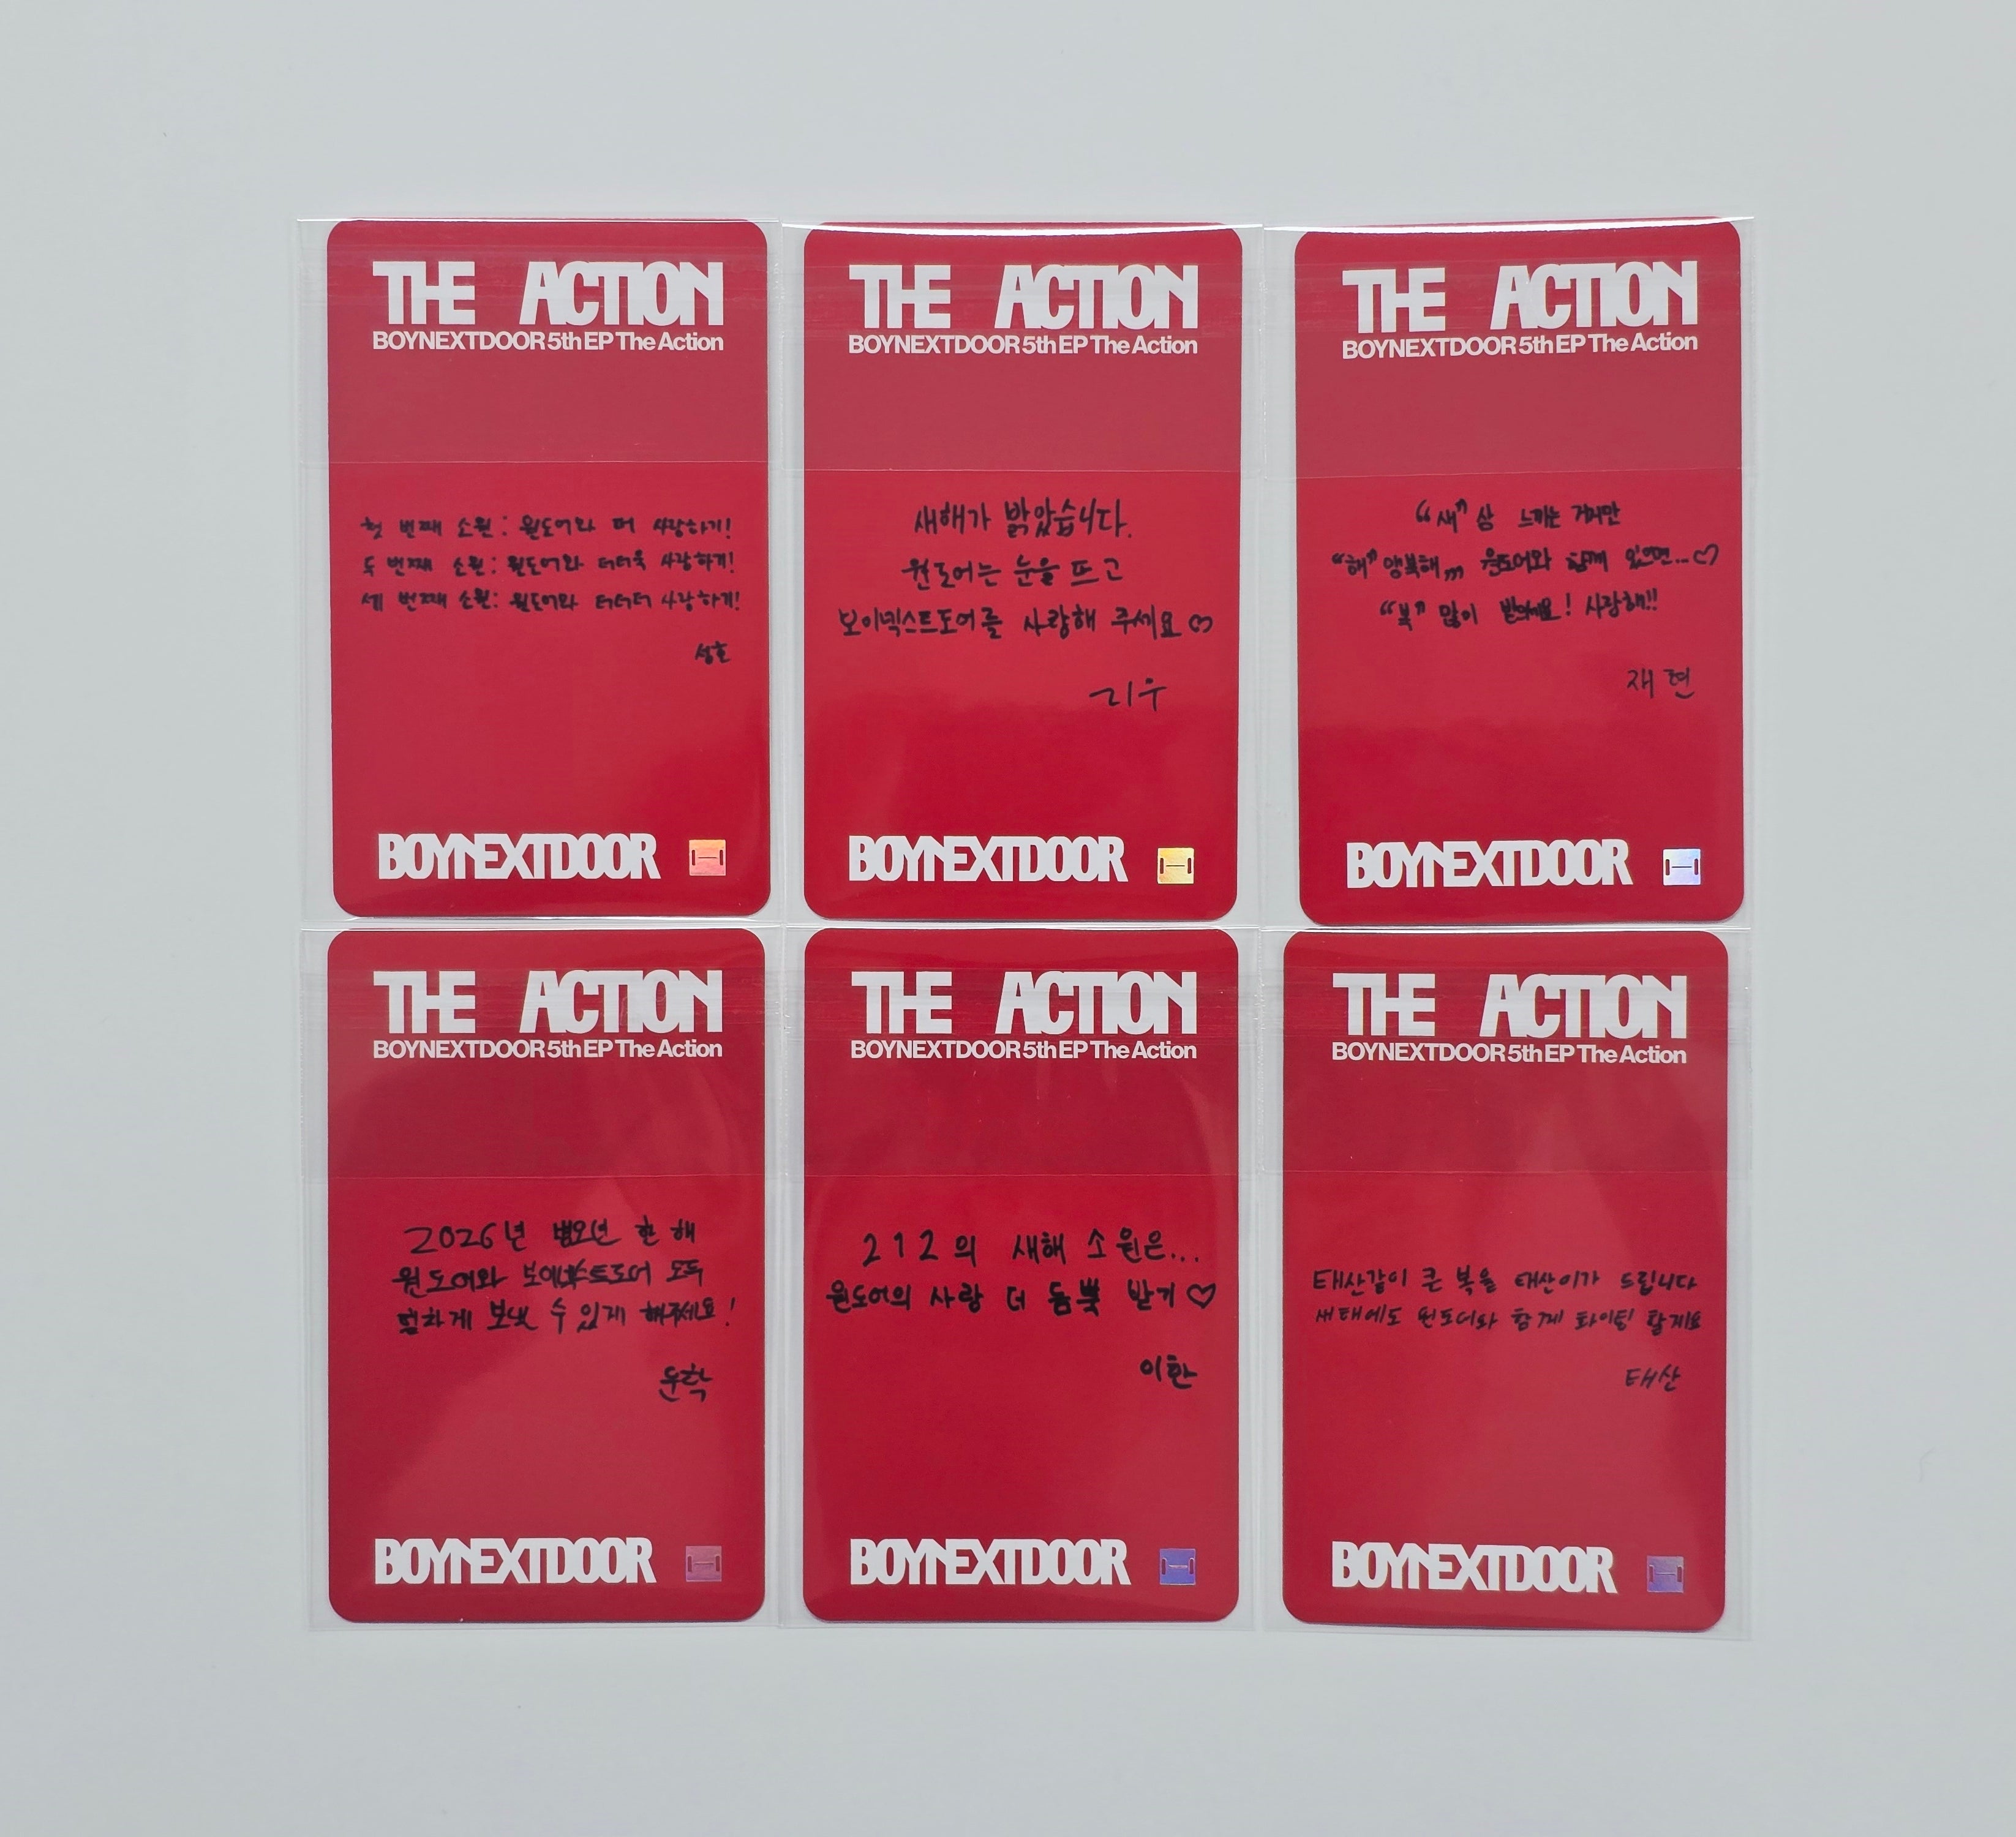 THE ACTION
BOYNEXTDOOR 5th EP The Action
첫 번째 소원: 원도어와 더 사랑하기!
두 번째 소원: 원도어와 더더욱 사랑하기!
세 번째 소원: 원도어와 더더더 사랑하기!
성호
BOYNEXTDOOR
THE ACTION
BOYNEXTDOOR 5th EP The Action
새해가 밝았습니다.
원도어는 눈을 뜨고
보이넥스트도어를 사랑해 주세요♡
리우
BOYNEXTDOOR
THE ACTION
BOYNEXTDOOR 5th EP The Action
“새”삼 느끼는 거지만
“해”앵복해,,, 원도어와 함께 있으면...♡
“복” 많이 받으세요! 사랑해!!
재현
BOYNEXTDOOR
THE ACTION
BOYNEXTDOOR 5th EP The Action
2026년 병오년 한 해
원도어와 보이넥스트도어 모두
행복하게 보낼 수 있게 해주세요!
운학
BOYNEXTDOOR
THE ACTION
BOYNEXTDOOR 5th EP The Action
212의 새해 소원은...
원도어의 사랑 더 듬뿍 받기♡
이한
BOYNEXTDOOR
THE ACTION
BOYNEXTDOOR 5th EP The Action
태산같이 큰 복을 태산이가 드립니다
새해에도 원도어와 함께 화이팅 할게요
태산
BOYNEXTDOOR